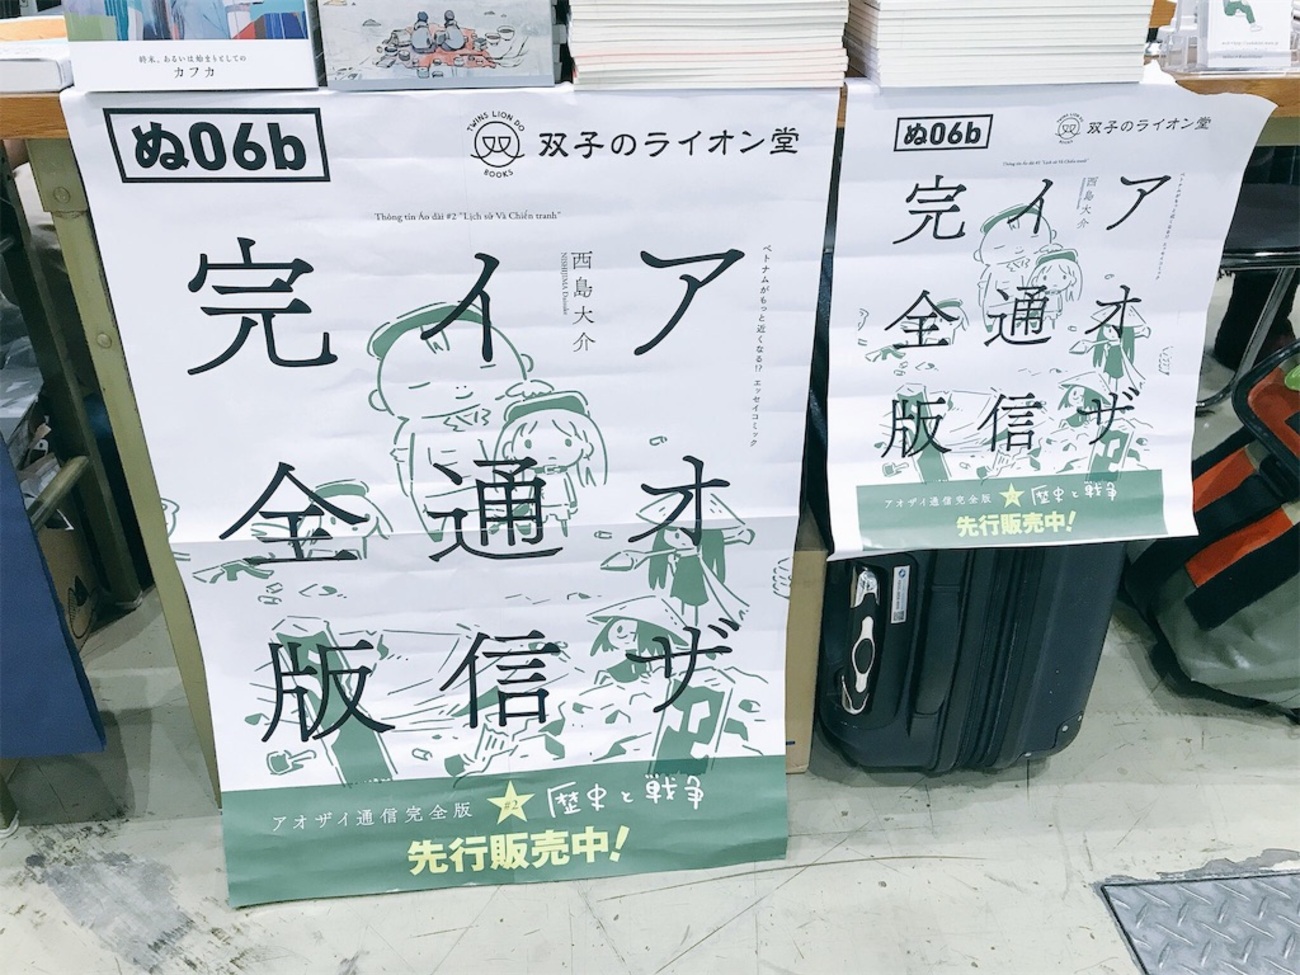 終末、あるいは始まりとしての
カフカ
ぬ06b
TWINS LION DO
BOOKS
双
双子のライオン堂
Thông tin Áo dài #2 "Lịch sử Và Chiến tranh"
ベトナムがもっと近くなる!? エッセイコミック
アオザ
イ通信
完全版
西島大介
NISHIJIMA Daisuke
アオザイ通信完全版
#2
歴史と戦争
先行販売中!
ぬ06b
双
双子のライオン堂
アオザ
イ通信
完全版
西島大介
アオザイ通信完全版
歴史と戦争
先行販売中!